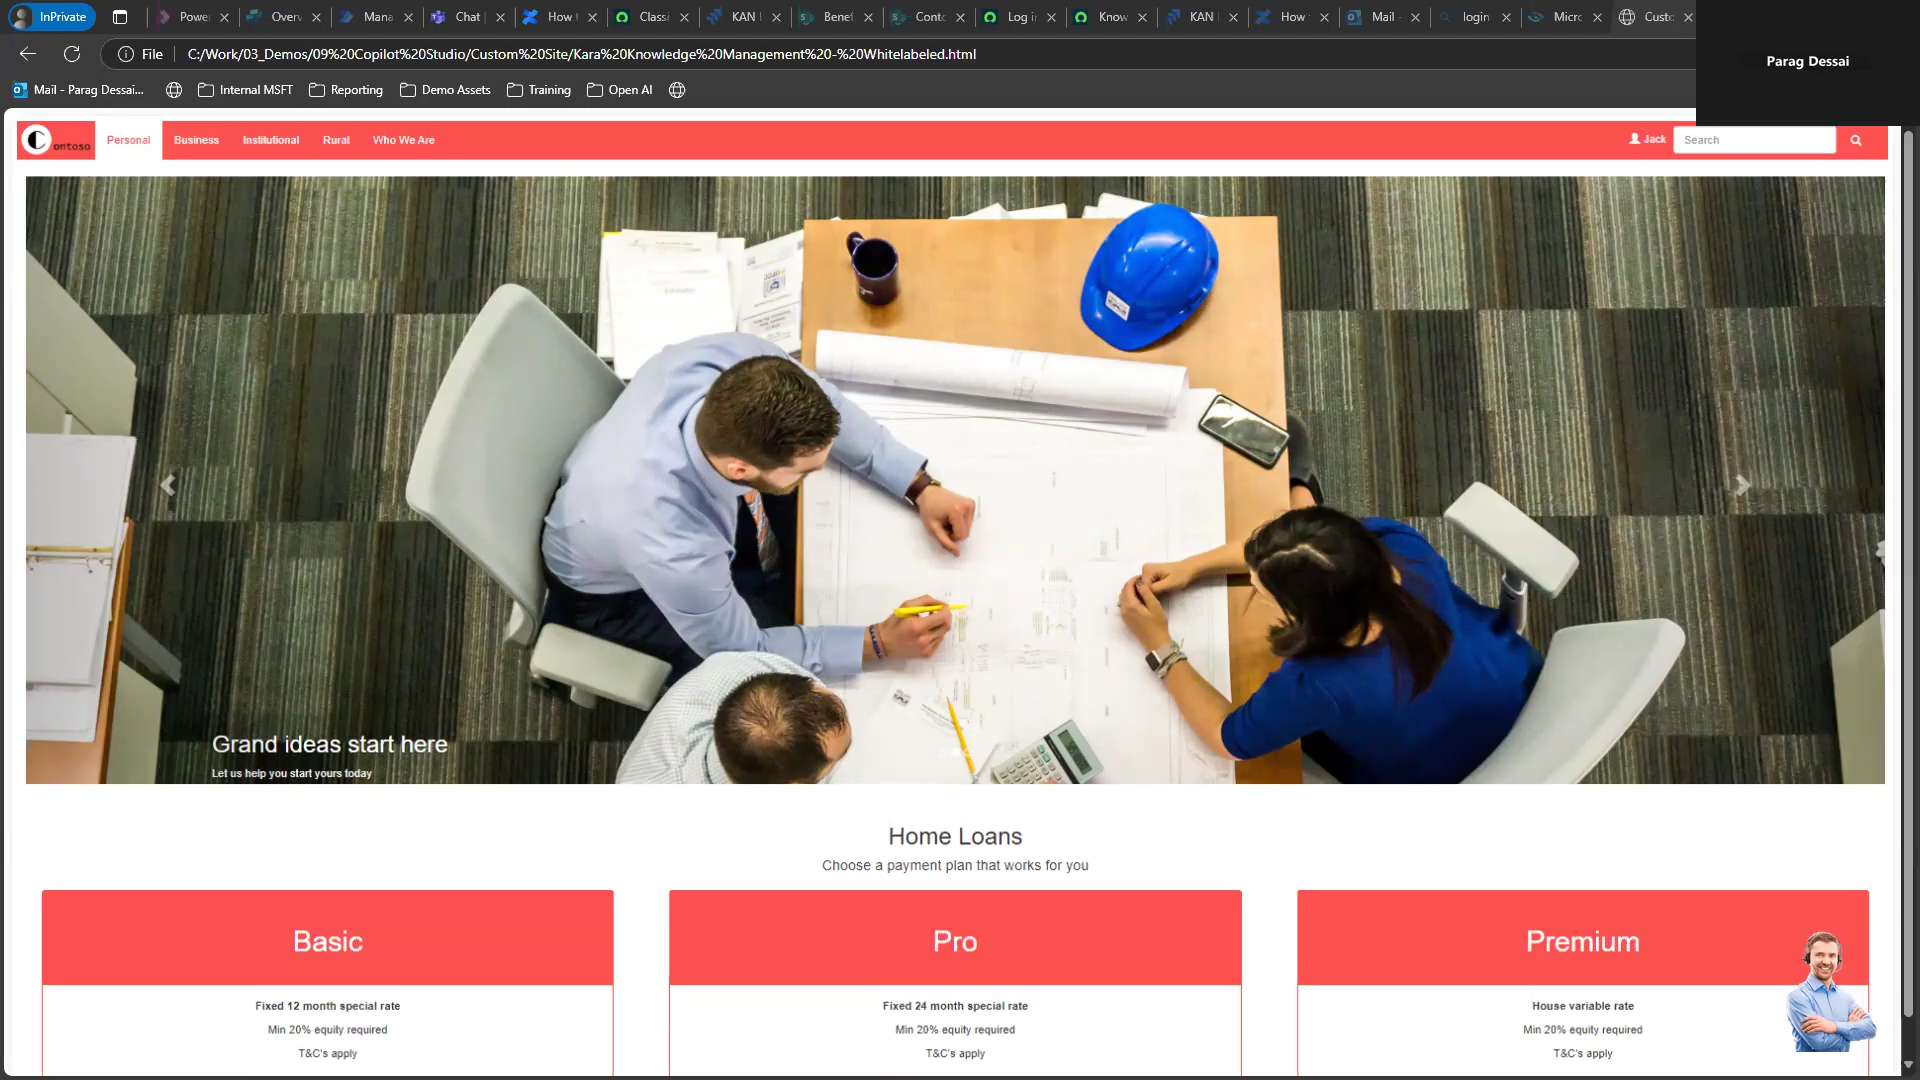 InPrivate
Power
Overv
Mana
Chat |
How
Classi
KAN
Benef
Conto
Log i
Know
KAN
How
Mail -
login
Micro
Custo
File
C:/Work/03_Demos/09%20Copilot%20Studio/Custom%20Site/Kara%20Knowledge%20Management%20-%20Whitelabeled.html
Parag Dessai
Mail - Parag Dessai...
Internal MSFT
Reporting
Demo Assets
Training
Open AI
Contoso
Personal
Business
Institutional
Rural
Who We Are
Jack
Search
Grand ideas start here
Let us help you start yours today
Home Loans
Choose a payment plan that works for you
Basic
Pro
Premium
Fixed 12 month special rate
Fixed 24 month special rate
House variable rate
Min 20% equity required
Min 20% equity required
Min 20% equity required
T&C's apply
T&C's apply
T&C's apply